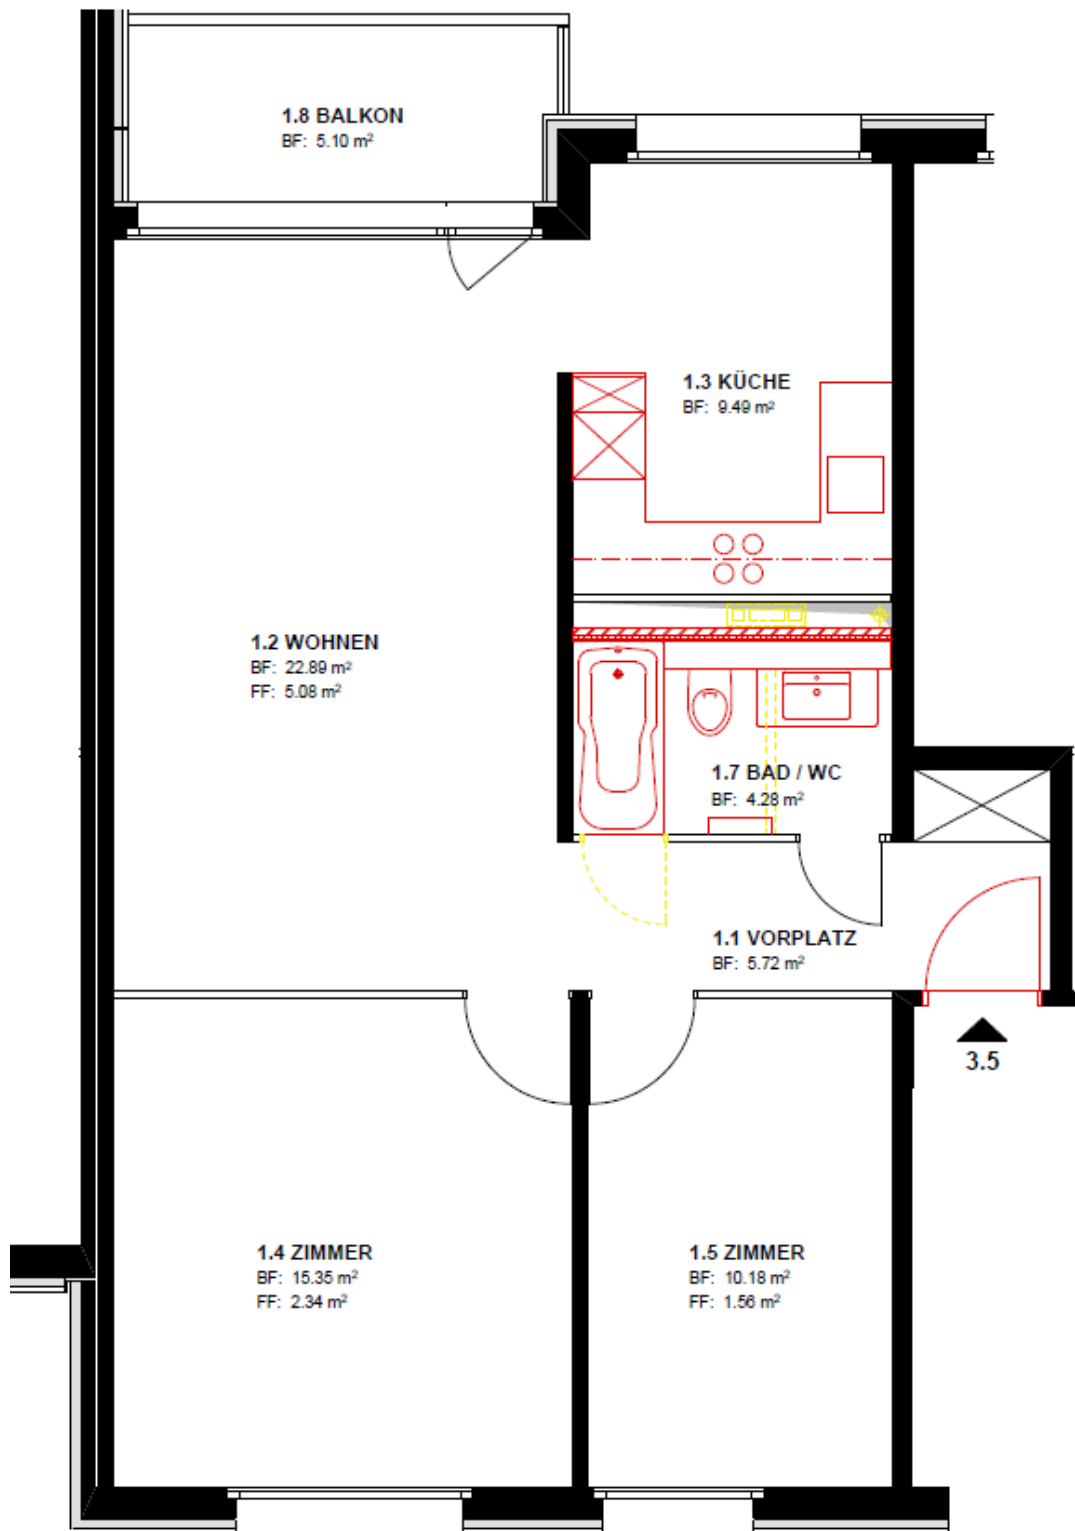 1.8 BALKON
BF: 5.10 m²
1.3 KÜCHE
BF: 9.49 m²
1.2 WOHNEN
BF: 22.89 m²
FF: 5.08 m²
1.7 BAD / WC
BF: 4.28 m²
1.1 VORPLATZ
BF: 5.72 m²
3.5
1.4 ZIMMER
BF: 15.35 m²
FF: 2.34 m²
1.5 ZIMMER
BF: 10.18 m²
FF: 1.56 m²